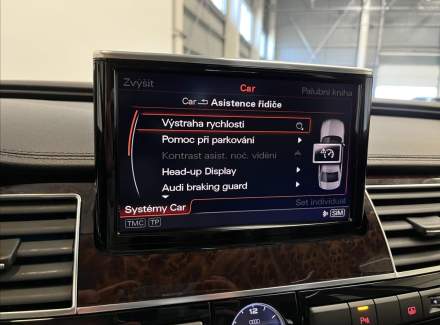 Zvýšit
Car
Palubní kniha
Car Asistence řidiče
Výstraha rychlosti
Pomoc při parkování
Kontrast asist. noč. vidění
Head-up Display
Audi braking guard
Systémy Car
Set individual
TMC TP
SIM
12